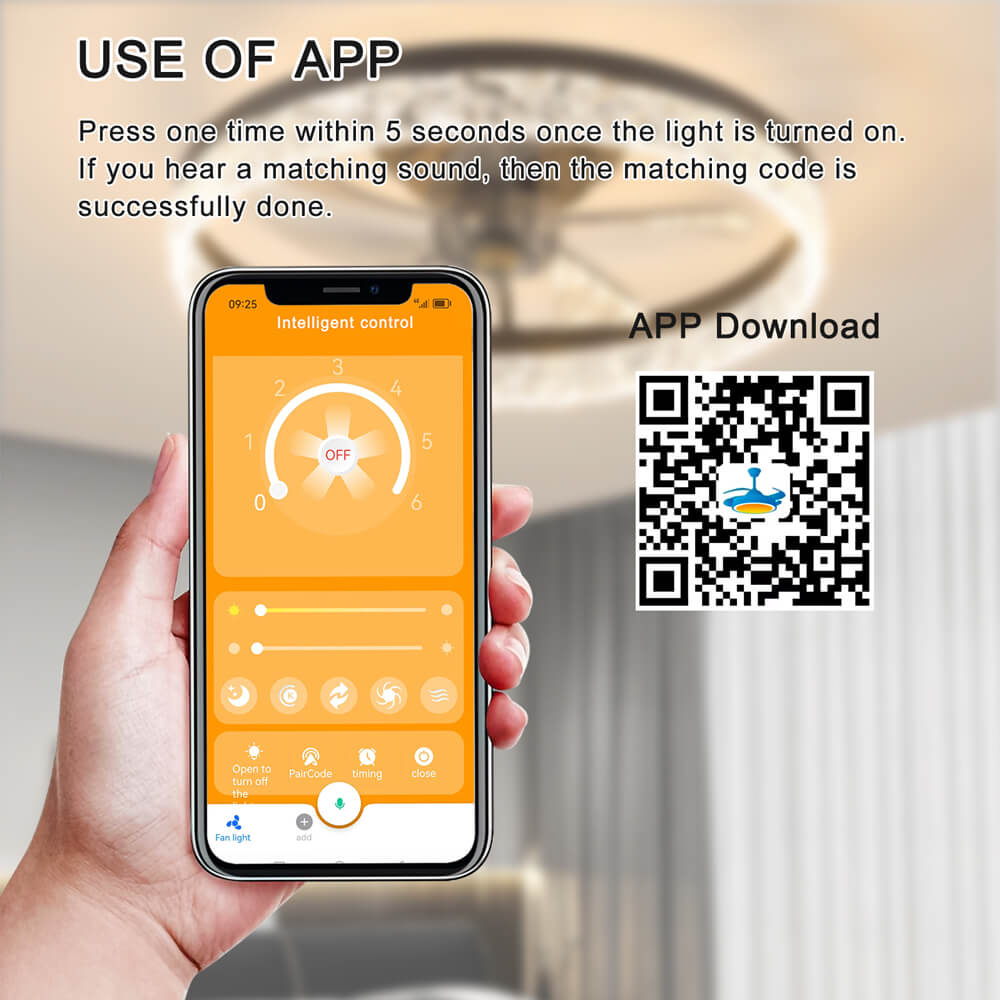 USE OF APP
Press one time within 5 seconds once the light is turned on.
If you hear a matching sound, then the matching code is
successfully done.
09:25
Intelligent control
0
1
2
3
4
5
6
OFF
K
Open to
turn off
the
PairCode
timing
close
Fan light
add
APP Download